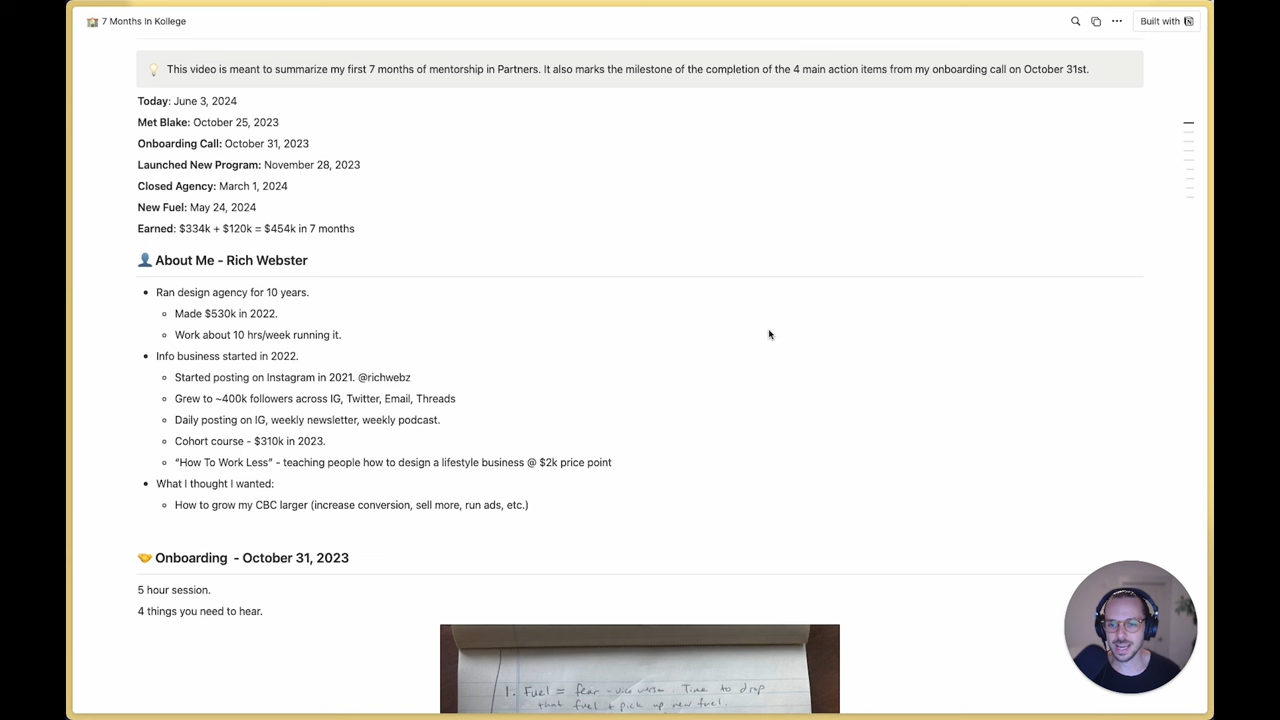 7 Months In Kollege
Built with
This video is meant to summarize my first 7 months of mentorship in Partners. It also marks the milestone of the completion of the 4 main action items from my onboarding call on October 31st.
Today: June 3, 2024
Met Blake: October 25, 2023
Onboarding Call: October 31, 2023
Launched New Program: November 28, 2023
Closed Agency: March 1, 2024
New Fuel: May 24, 2024
Earned: $334k + $120k = $454k in 7 months
About Me - Rich Webster
Ran design agency for 10 years.
Made $530k in 2022.
Work about 10 hrs/week running it.
Info business started in 2022.
Started posting on Instagram in 2021. @richwebz
Grew to ~400k followers across IG, Twitter, Email, Threads
Daily posting on IG, weekly newsletter, weekly podcast.
Cohort course - $310k in 2023.
“How To Work Less” - teaching people how to design a lifestyle business @ $2k price point
What I thought I wanted:
How to grow my CBC larger (increase conversion, sell more, run ads, etc.)
Onboarding - October 31, 2023
5 hour session.
4 things you need to hear.
1. Fuel = fear - vice versa. Time to drop
that fuel + pick up new fuel.